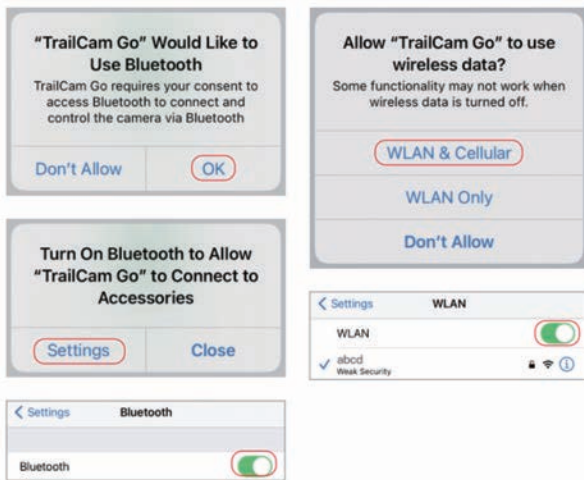 “TrailCam Go” Would Like to
Use Bluetooth
TrailCam Go requires your consent to
access Bluetooth to connect and
control the camera via Bluetooth
Don’t Allow
OK
Turn On Bluetooth to Allow
“TrailCam Go” to Connect to
Accessories
Settings
Close
Settings
Bluetooth
Bluetooth
Allow “TrailCam Go” to use
wireless data?
Some functionality may not work when
wireless data is turned off.
WLAN & Cellular
WLAN Only
Don’t Allow
Settings
WLAN
WLAN
abcd
Weak Security